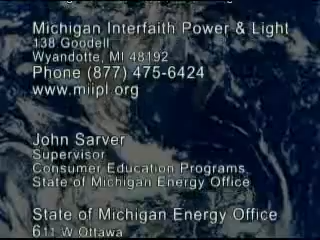 Michigan Interfaith Power & Light
138 Goodell
Wyandotte, MI 48192
Phone (877) 475-6424
www.miipl.org
John Sarver
Supervisor
Consumer Education Programs
State of Michigan Energy Office
State of Michigan Energy Office
611 W Ottawa